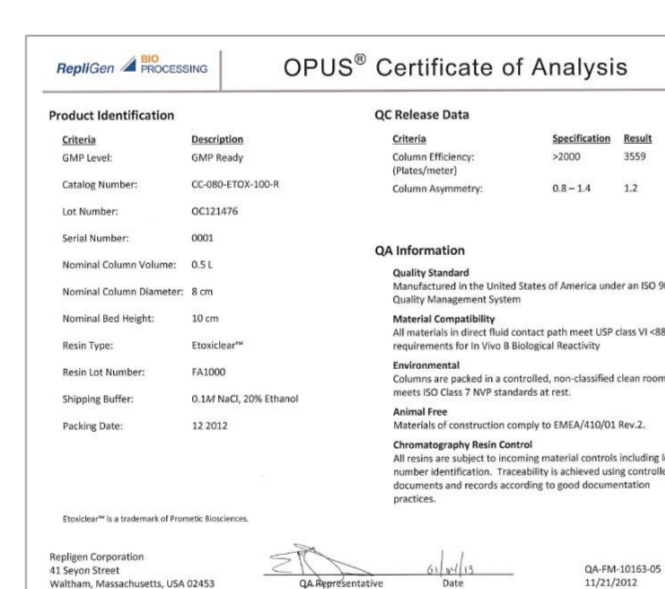 RepliGen BIO PROCESSING
OPUS® Certificate of Analysis
Product Identification
Criteria Description
GMP Level: GMP Ready
Catalog Number: CC-080-ETOX-100-R
Lot Number: OC121476
Serial Number: 0001
Nominal Column Volume: 0.5 L
Nominal Column Diameter: 8 cm
Nominal Bed Height: 10 cm
Resin Type: Etoxiclear™
Resin Lot Number: FA1000
Shipping Buffer: 0.1M NaCl, 20% Ethanol
Packing Date: 12 2012
QC Release Data
Criteria Specification Result
Column Efficiency: >2000 3559
(Plates/meter)
Column Asymmetry: 0.8 – 1.4 1.2
QA Information
Quality Standard
Manufactured in the United States of America under an ISO 9
Quality Management System
Material Compatibility
All materials in direct fluid contact path meet USP class VI <88
requirements for In Vivo B Biological Reactivity
Environmental
Columns are packed in a controlled, non-classified clean room
meets ISO Class 7 NVP standards at rest.
Animal Free
Materials of construction comply to EMEA/410/01 Rev.2.
Chromatography Resin Control
All resins are subject to incoming material controls including
number identification. Traceability is achieved using controlle
documents and records according to good documentation
practices.
Etoxiclear™ is a trademark of Prometic Biosciences.
Repligen Corporation
41 Seyon Street
Waltham, Massachusetts, USA 02453
QA Representative Date
QA-FM-10163-05
11/21/2012